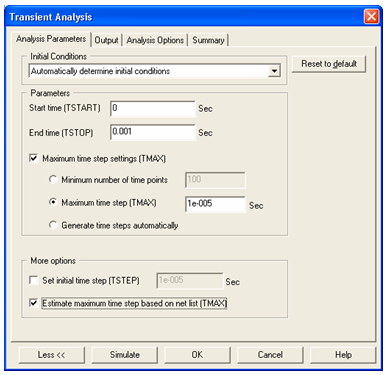 Transient Analysis
Analysis Parameters Output Analysis Options Summary
Initial Conditions
Automatically determine initial conditions
Reset to default
Parameters
Start time (TSTART) 0 Sec
End time (TSTOP) 0.001 Sec
Maximum time step settings (TMAX)
Minimum number of time points 100
Maximum time step (TMAX) 1e-005 Sec
Generate time steps automatically
More options
Set initial time step (TSTEP) 1e-005 Sec
Estimate maximum time step based on net list (TMAX)
Less << Simulate OK Cancel Help